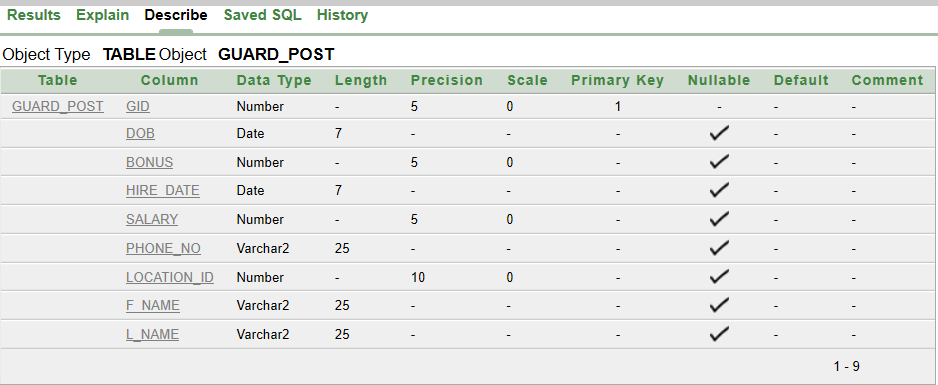 Results Explain Describe Saved SQL History
Object Type TABLE Object GUARD_POST
Table Column Data Type Length Precision Scale Primary Key Nullable Default Comment
GUARD_POST GID Number - 5 0 1 - - -
DOB Date 7 - - - - -
BONUS Number - 5 0 - - -
HIRE_DATE Date 7 - - - - -
SALARY Number - 5 0 - - -
PHONE_NO Varchar2 25 - - - - -
LOCATION_ID Number - 10 0 - - -
F_NAME Varchar2 25 - - - - -
L_NAME Varchar2 25 - - - - -
1 - 9